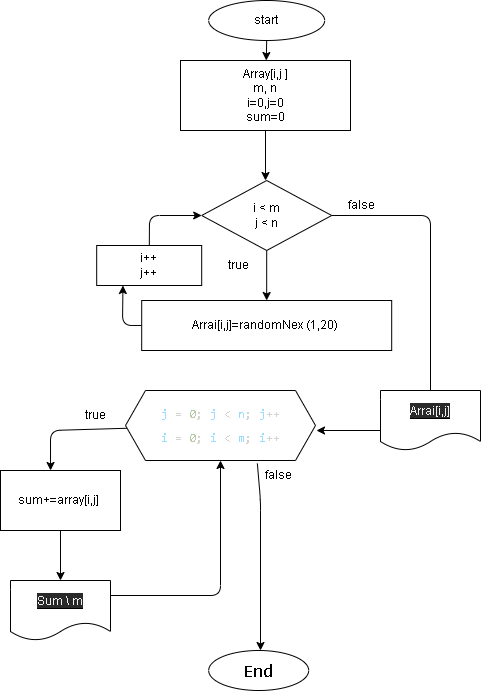 start
Array[i,j ]
m, n
i=0,j=0
sum=0
i < m
j < n
false
true
i++
j++
Arrai[i,j]=randomNex (1,20)
Arrai[i,j]
j = 0; j < n; j++
i = 0; i < m; i++
true
false
sum+=array[i,j]
Sum \ m
End